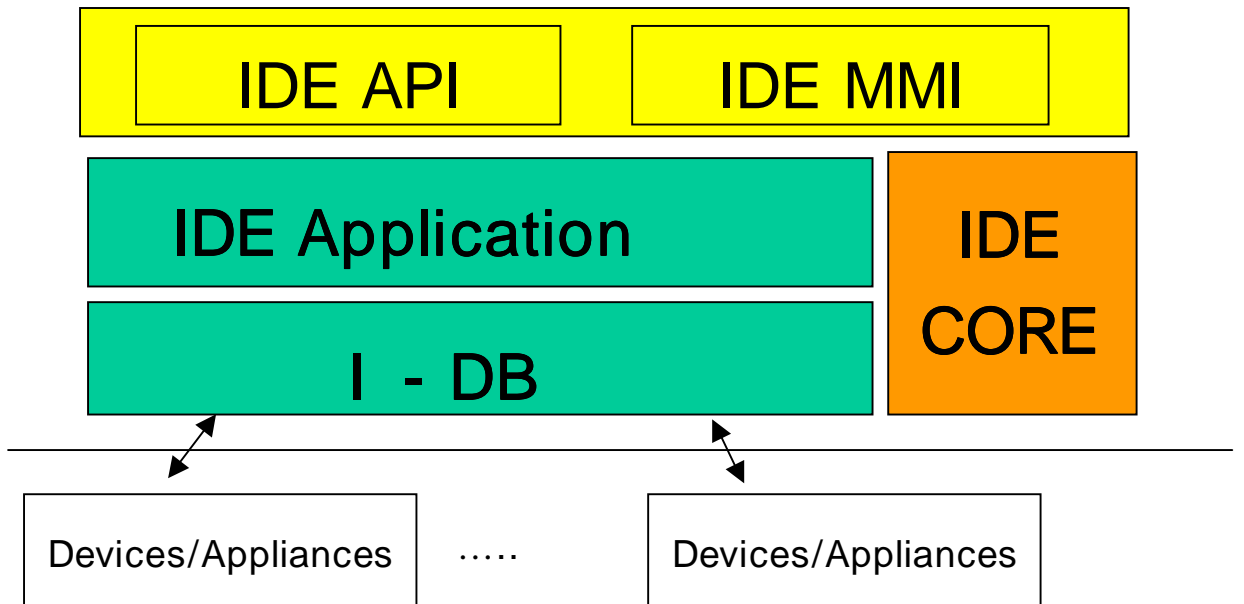 IDE API
IDE MMI
IDE Application
IDE
CORE
I - DB
Devices/Appliances
.....
Devices/Appliances